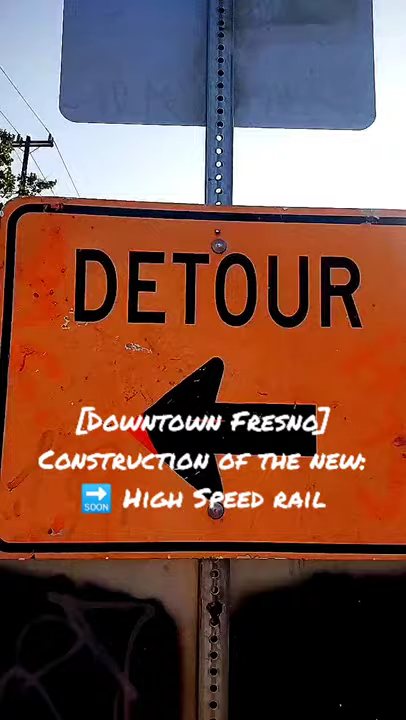 DETOUR
[Downtown Fresno]
Construction of the new:
SOON High Speed rail